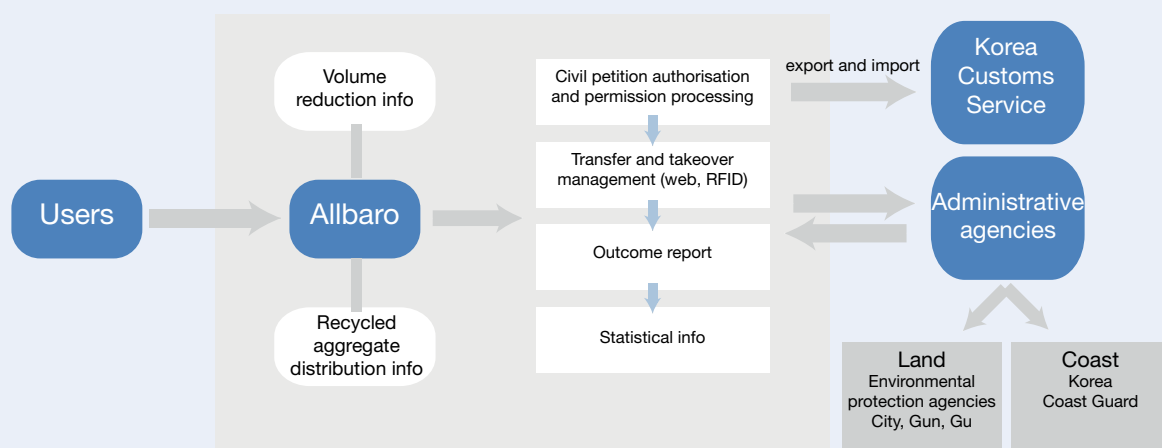 Users
Allbaro
Volume
reduction info
Recycled
aggregate
distribution info
Civil petition authorisation
and permission processing
Transfer and takeover
management (web, RFID)
Outcome report
Statistical info
export and import
Korea
Customs
Service
Administrative
agencies
Land
Environmental
protection agencies
City, Gun, Gu
Coast
Korea
Coast Guard